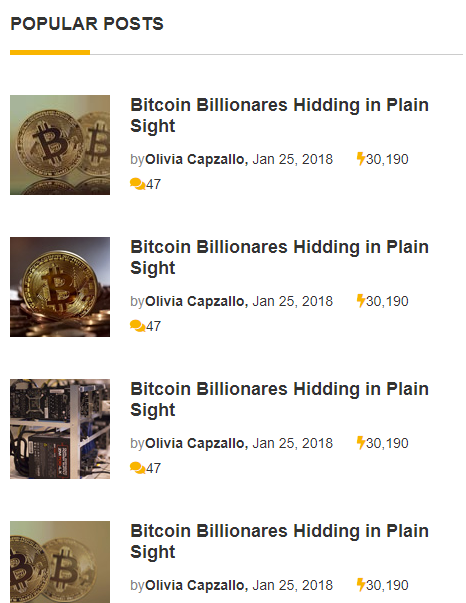 POPULAR POSTS
Bitcoin Billionares Hidding in Plain
Sight
byOlivia Capzallo, Jan 25, 2018 30,190
47
Bitcoin Billionares Hidding in Plain
Sight
byOlivia Capzallo, Jan 25, 2018 30,190
47
Bitcoin Billionares Hidding in Plain
Sight
byOlivia Capzallo, Jan 25, 2018 30,190
47
Bitcoin Billionares Hidding in Plain
Sight
byOlivia Capzallo, Jan 25, 2018 30,190